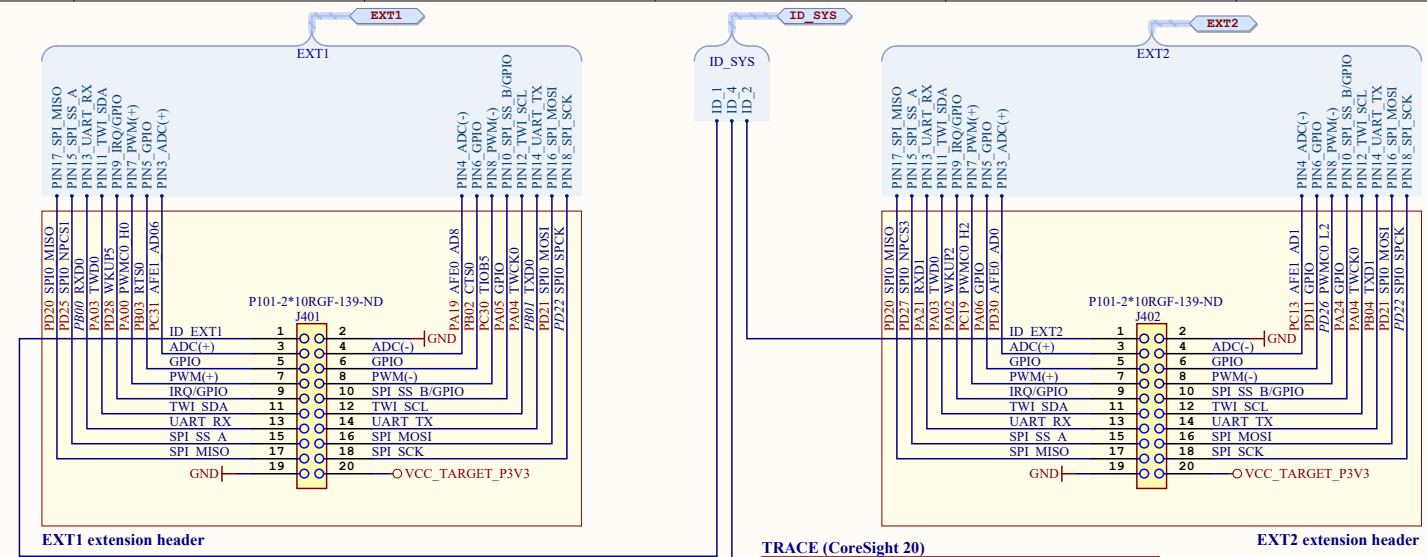 EXT1
ID_SYS
EXT2
EXT1
ID_SYS
EXT2
PIN17_SPI_MISO
PIN15_SPI_SS_A
PIN13_UART_RX
PIN11_TWI_SDA
PIN9_IRQ/GPIO
PIN7_PWM(+)
PIN5_GPIO
PIN3_ADC(+)
PIN4_ADC(-)
PIN6_GPIO
PIN8_PWM(-)
PIN10_SPI_SS_B/GPIO
PIN12_TWI_SCL
PIN14_UART_TX
PIN16_SPI_MOSI
PIN18_SPI_SCK
ID_1
ID_4
ID_2
PIN17_SPI_MISO
PIN15_SPI_SS_A
PIN13_UART_RX
PIN11_TWI_SDA
PIN9_IRQ/GPIO
PIN7_PWM(+)
PIN5_GPIO
PIN3_ADC(+)
PIN4_ADC(-)
PIN6_GPIO
PIN8_PWM(-)
PIN10_SPI_SS_B/GPIO
PIN12_TWI_SCL
PIN14_UART_TX
PIN16_SPI_MOSI
PIN18_SPI_SCK
PD20 SPI0_MISO
PD25 SPI0_NPCS1
PB00 RXD0
PA03 TWD0
PD28 WKUP5
PA00 PWMC0_H0
PB03 RTS0
PC31 AFE1_AD06
PA19 AFE0_AD8
PB02 CTS0
PC30 TIOB5
PA05 GPIO
PA04 TWCK0
PB01 TXD0
PD21 SPI0_MOSI
PD22 SPI0_SPCK
P101-2*10RGF-139-ND
J401
ID_EXT1 1 2 GND
ADC(+) 3 4 ADC(-)
GPIO 5 6 GPIO
PWM(+) 7 8 PWM(-)
IRQ/GPIO 9 10 SPI_SS_B/GPIO
TWI_SDA 11 12 TWI_SCL
UART_RX 13 14 UART_TX
SPI_SS_A 15 16 SPI_MOSI
SPI_MISO 17 18 SPI_SCK
GND 19 20 VCC_TARGET_P3V3
EXT1 extension header
PD20 SPI0_MISO
PD27 SPI0_NPCS3
PA21 RXD1
PA03 TWD0
PA02 WKUP2
PC19 PWMC0_H2
PA06 GPIO
PD30 AFE0_AD0
PC13 AFE1_AD1
PD11 GPIO
PD26 PWMC0_L2
PA24 GPIO
PA04 TWCK0
PB04 TXD1
PD21 SPI0_MOSI
PD22 SPI0_SPCK
P101-2*10RGF-139-ND
J402
ID_EXT2 1 2 GND
ADC(+) 3 4 ADC(-)
GPIO 5 6 GPIO
PWM(+) 7 8 PWM(-)
IRQ/GPIO 9 10 SPI_SS_B/GPIO
TWI_SDA 11 12 TWI_SCL
UART_RX 13 14 UART_TX
SPI_SS_A 15 16 SPI_MOSI
SPI_MISO 17 18 SPI_SCK
GND 19 20 VCC_TARGET_P3V3
EXT2 extension header
TRACE (CoreSight 20)